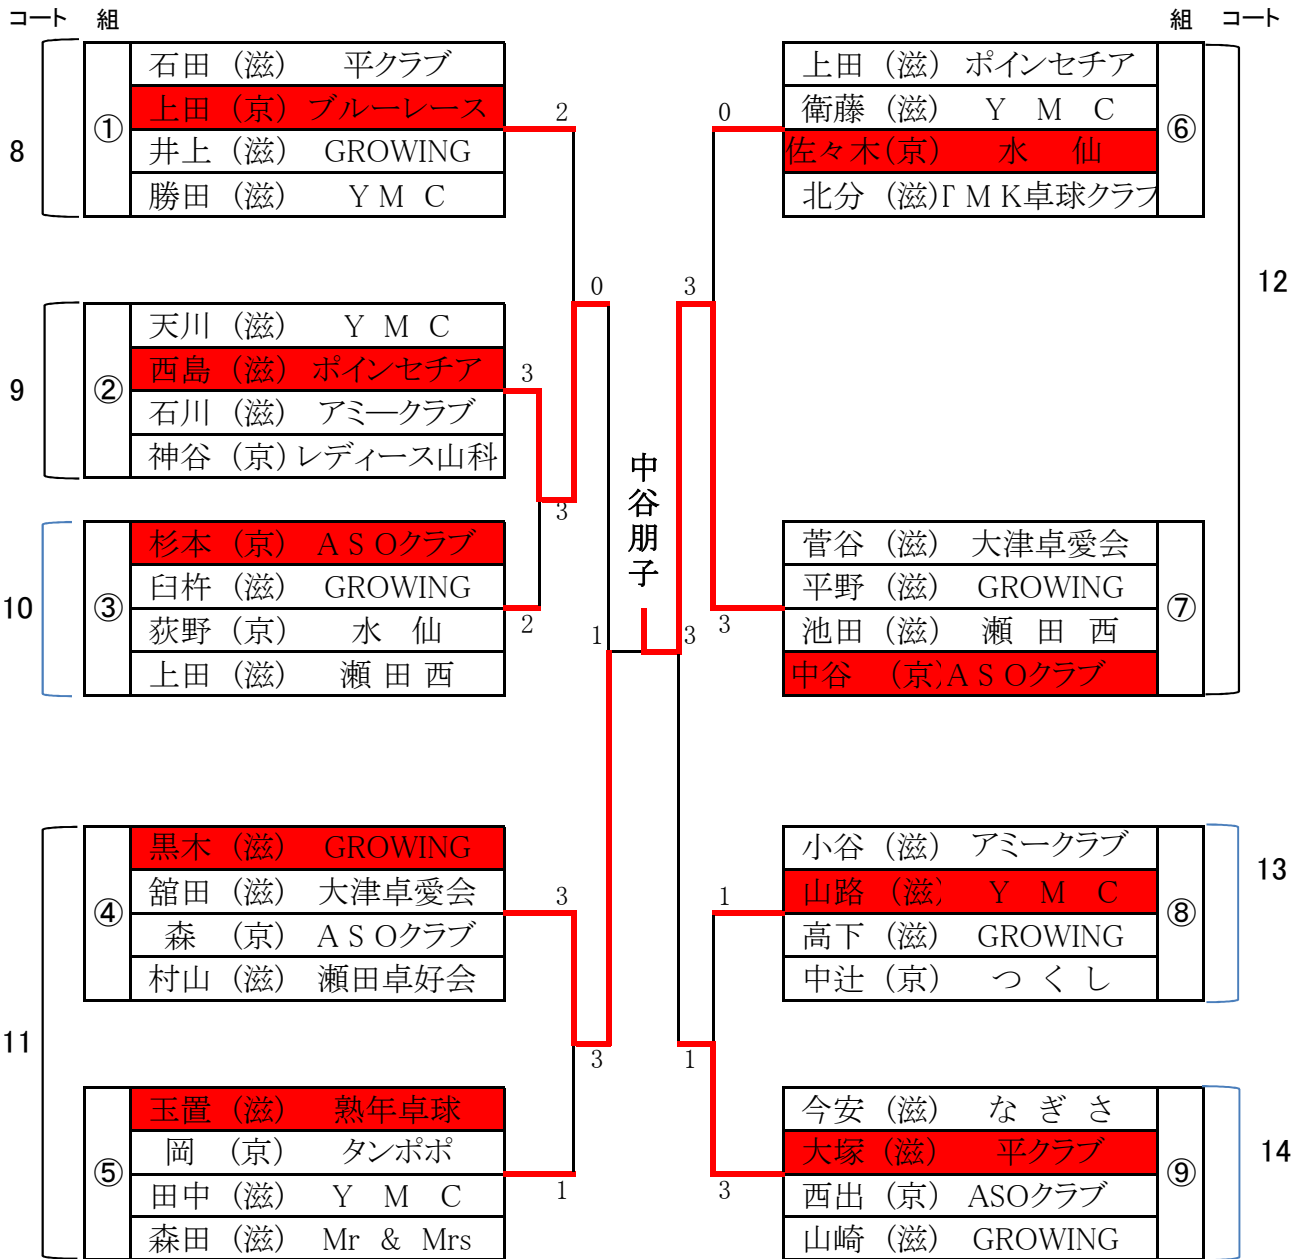 コート 組
8
①
石田 (滋) 平クラブ
上田 (京) ブルーレース
井上 (滋) GROWING
勝田 (滋) Y M C
2
9
②
天川 (滋) Y M C
西島 (滋) ポインセチア
石川 (滋) アミークラブ
神谷 (京) レディース山科
3
0
3
10
③
杉本 (京) A S Oクラブ
臼杵 (滋) GROWING
荻野 (京) 水 仙
上田 (滋) 瀬 田 西
2
1
11
④
黒木 (滋) GROWING
舘田 (滋) 大津卓愛会
森 (京) A S Oクラブ
村山 (滋) 瀬田卓好会
3
3
⑤
玉置 (滋) 熟年卓球
岡 (京) タンポポ
田中 (滋) Y M C
森田 (滋) Mr & Mrs
1
中谷朋子
組 コート
0
上田 (滋) ポインセチア
衛藤 (滋) Y M C
佐々木(京) 水 仙
北分 (滋) T M K卓球クラブ
⑥
12
3
菅谷 (滋) 大津卓愛会
平野 (滋) GROWING
池田 (滋) 瀬 田 西
中谷 (京) A S Oクラブ
⑦
3
3
1
小谷 (滋) アミークラブ
山路 (滋) Y M C
高下 (滋) GROWING
中辻 (京) つ く し
⑧
13
1
今安 (滋) な ぎ さ
大塚 (滋) 平クラブ
西出 (京) ASOクラブ
山崎 (滋) GROWING
⑨
14
3